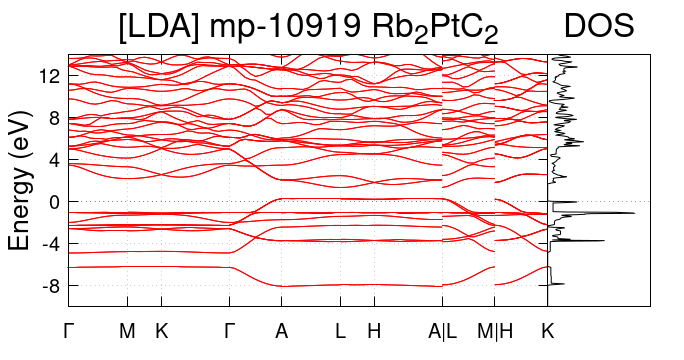 [LDA] mp-10919 Rb₂PtC₂ DOS
Energy (eV)
12
8
4
0
-4
-8
Γ M K Γ A L H A|L M|H K